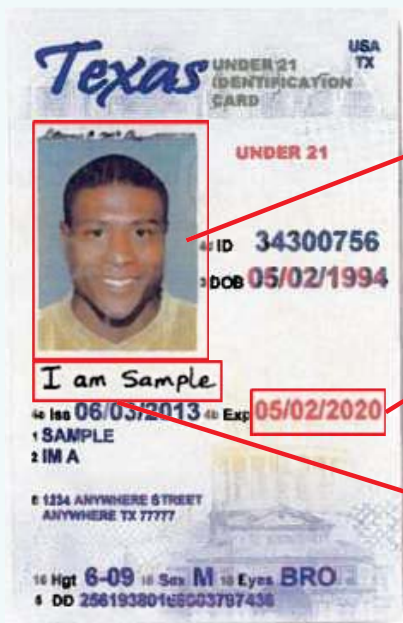 Texas UNDER 21 IDENTIFICATION CARD
USA
TX
UNDER 21
4d ID 34300756
3 DOB 05/02/1994
I am Sample
4a Iss 06/03/2013 4b Exp 05/02/2020
1 SAMPLE
2 IM A
8 1234 ANYWHERE STREET
ANYWHERE TX 77777
16 Hgt 6-09 15 Sex M 18 Eyes BRO
5 DD